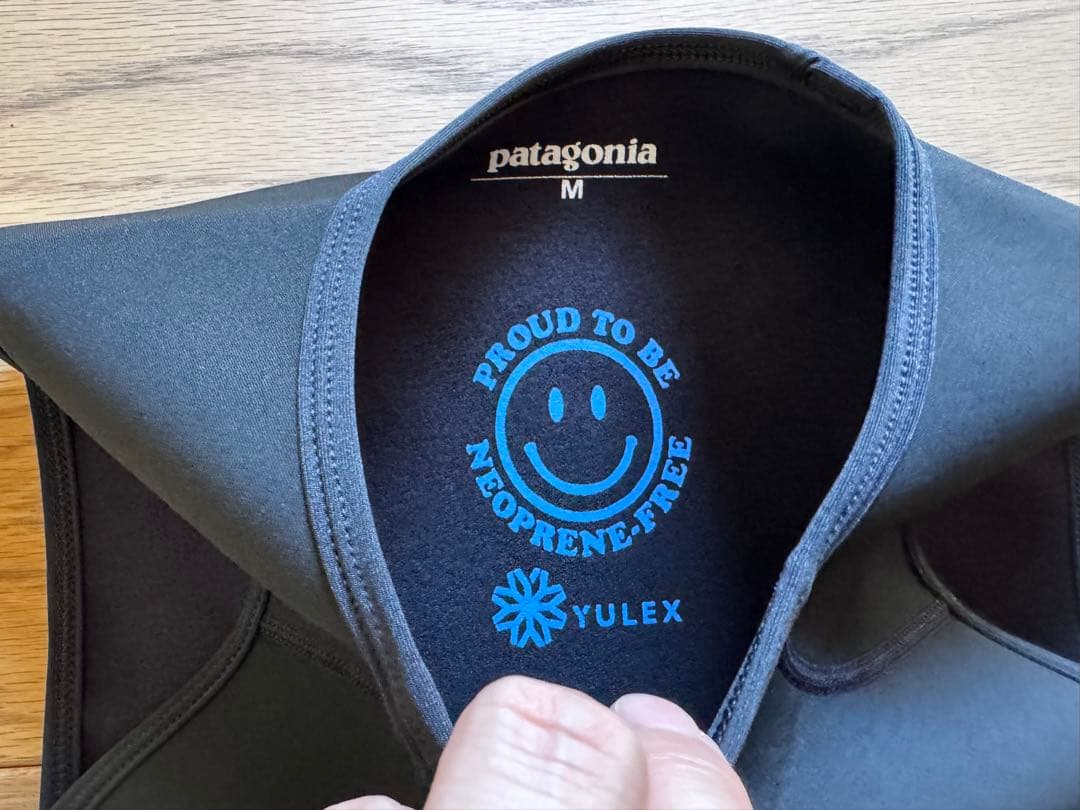 patagonia
M
PROUD TO BE
NEOPRENE-FREE
YULEX